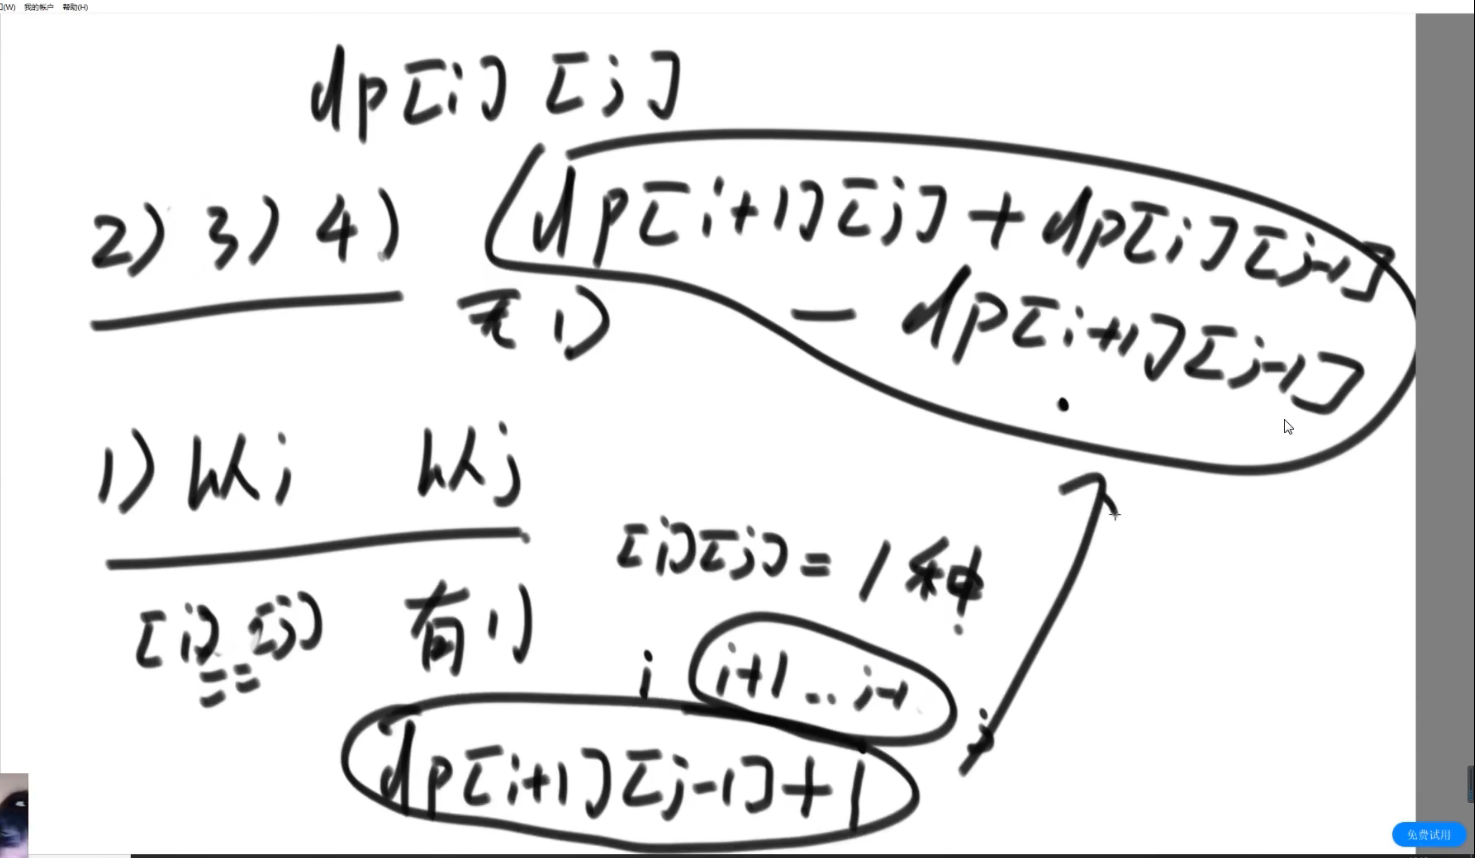 (W) 我的帐户 帮助(H)
dp[i][j]
2) 3) 4)
dp[i+1][j] + dp[i][j-1]
- dp[i+1][j-1]
无 1)
1) 以i 以j
[i][j] = 1种
[i] == [j] 有 1)
i i+1 .. j-1 j
dp[i+1][j-1] + 1
免费试用